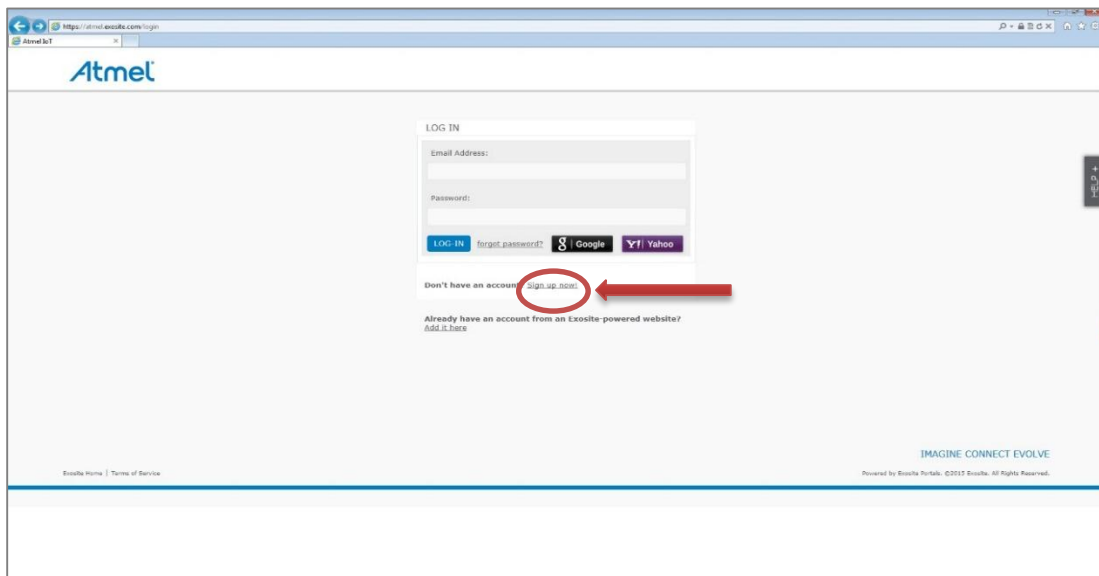 https://atmel.exosite.com/login
Atmel IoT
Atmel
LOG IN
Email Address:
Password:
LOG-IN forgot password? g Google Y! Yahoo
Don't have an account Sign up now!
Already have an account from an Exosite-powered website?
Add it here
IMAGINE CONNECT EVOLVE
Exosite Home | Terms of Service
Powered by Exosite Portals. ©2015 Exosite. All Rights Reserved.